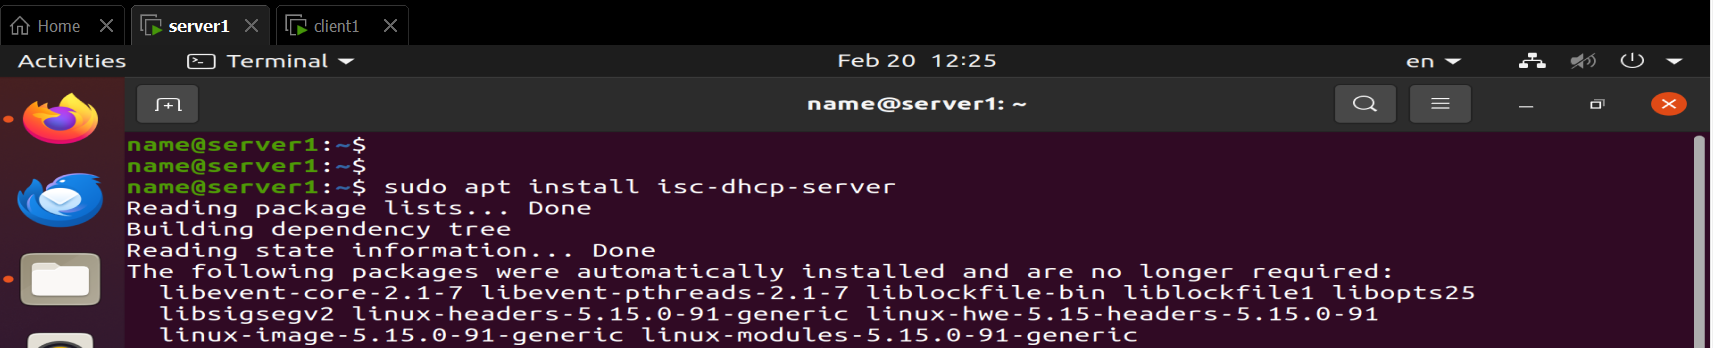 Home server1 client1
Activities Terminal Feb 20 12:25 en
name@server1: ~
name@server1:~$
name@server1:~$
name@server1:~$ sudo apt install isc-dhcp-server
Reading package lists... Done
Building dependency tree
Reading state information... Done
The following packages were automatically installed and are no longer required:
  libevent-core-2.1-7 libevent-pthreads-2.1-7 liblockfile-bin liblockfile1 libopts25
  libsigsegv2 linux-headers-5.15.0-91-generic linux-hwe-5.15-headers-5.15.0-91
  linux-image-5.15.0-91-generic linux-modules-5.15.0-91-generic